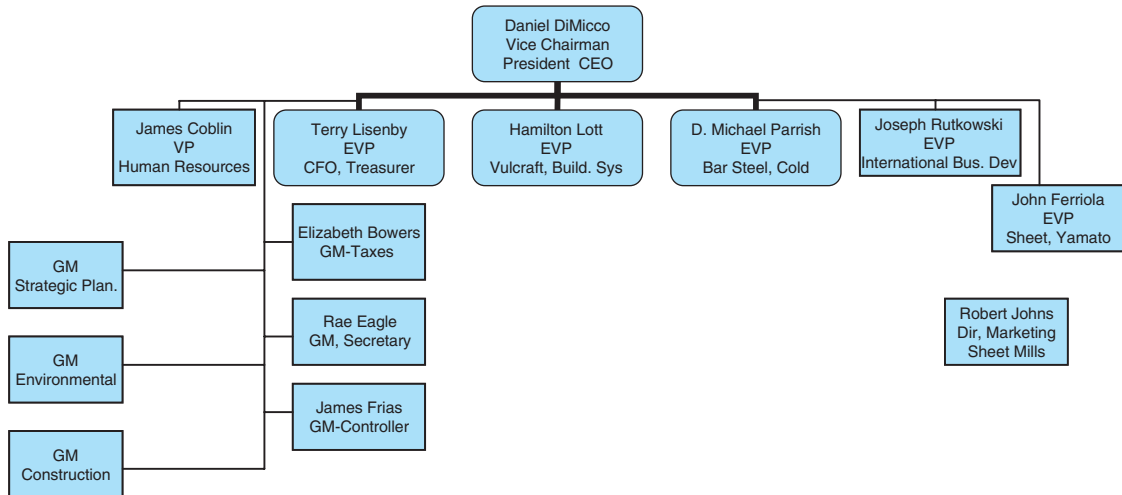 Daniel DiMicco
Vice Chairman
President CEO
James Coblin
VP
Human Resources
Terry Lisenby
EVP
CFO, Treasurer
Hamilton Lott
EVP
Vulcraft, Build. Sys
D. Michael Parrish
EVP
Bar Steel, Cold
Joseph Rutkowski
EVP
International Bus. Dev
John Ferriola
EVP
Sheet, Yamato
Elizabeth Bowers
GM-Taxes
GM
Strategic Plan.
Rae Eagle
GM, Secretary
Robert Johns
Dir, Marketing
Sheet Mills
GM
Environmental
James Frias
GM-Controller
GM
Construction